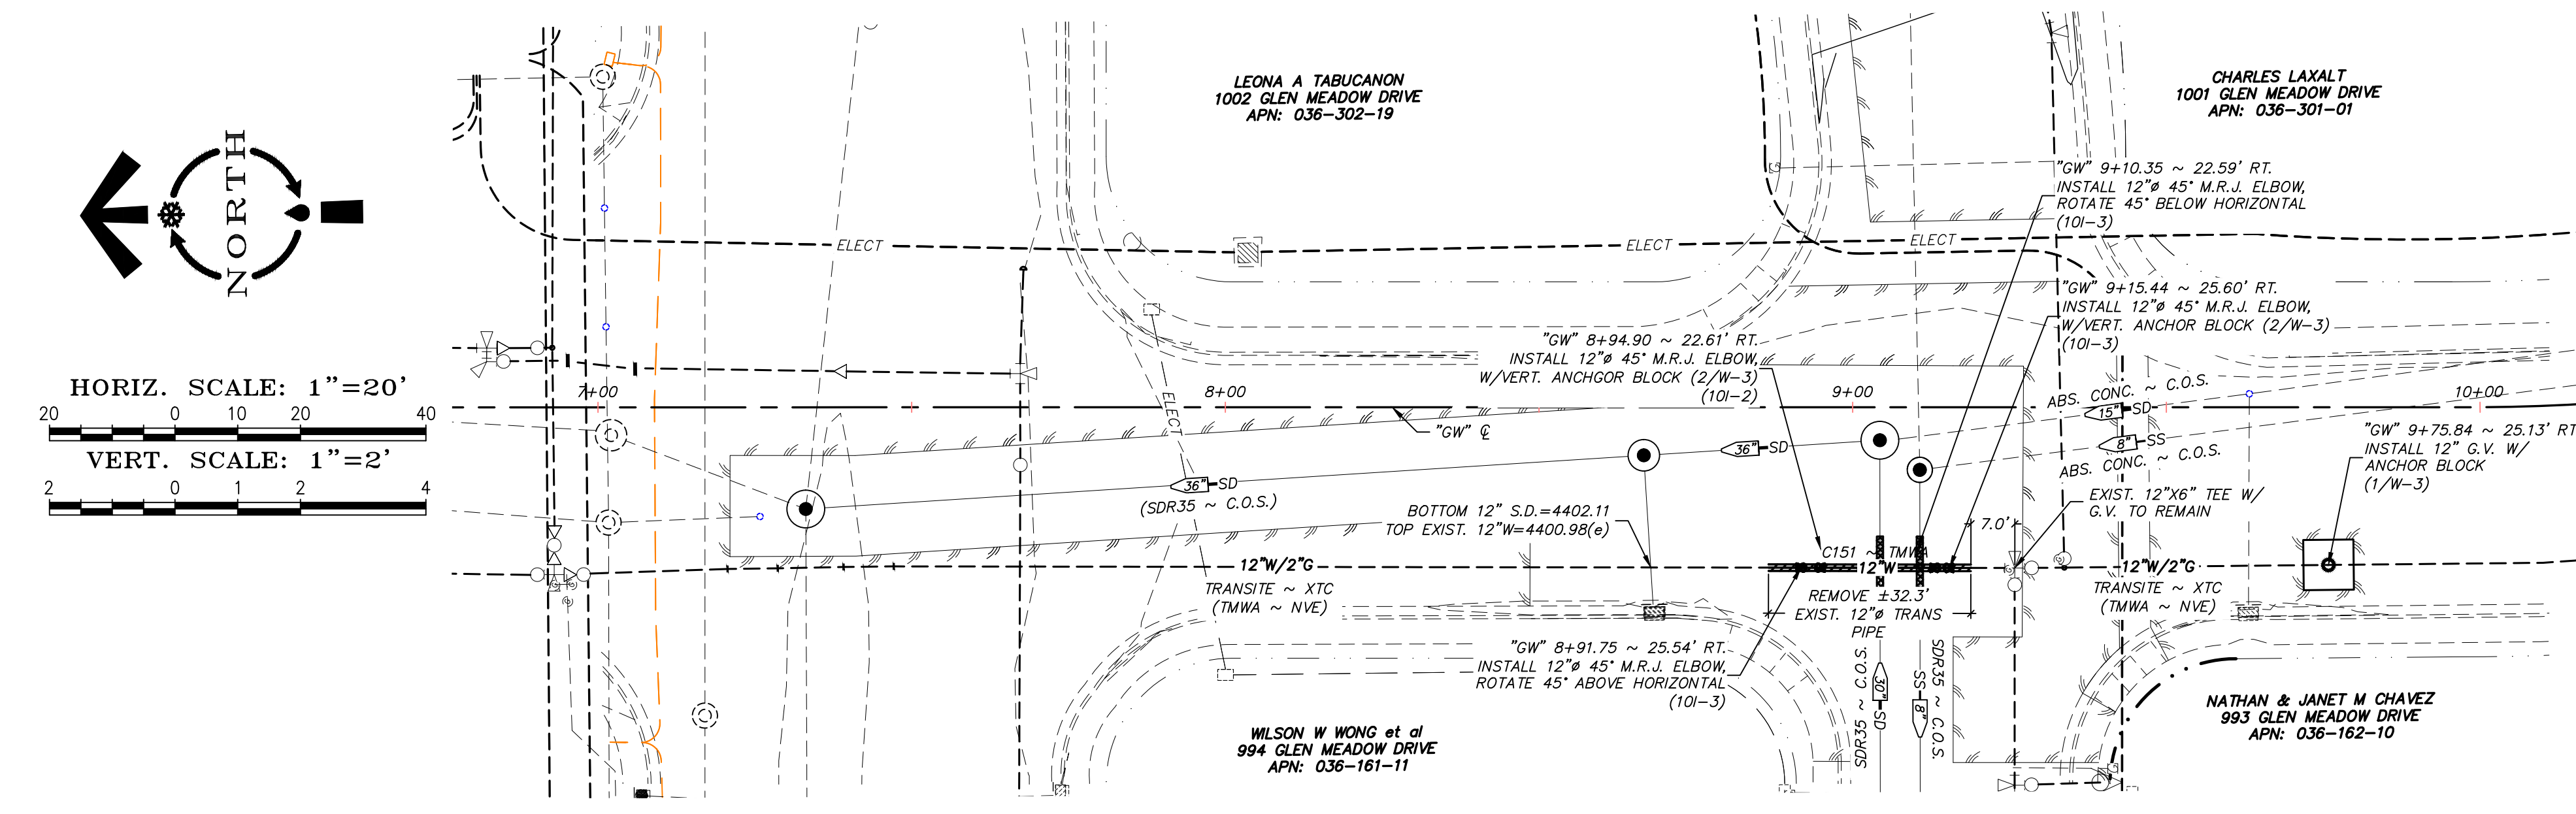 NORTH
HORIZ. SCALE: 1"=20'
20 0 10 20 40
VERT. SCALE: 1"=2'
2 0 1 2 4
LEONA A TABUCANON
1002 GLEN MEADOW DRIVE
APN: 036-302-19
CHARLES LAXALT
1001 GLEN MEADOW DRIVE
APN: 036-301-01
"GW" 9+10.35 ~ 22.59' RT.
INSTALL 12"ø 45° M.R.J. ELBOW,
ROTATE 45° BELOW HORIZONTAL
(10I-3)
ELECT
ELECT
ELECT
"GW" 9+15.44 ~ 25.60' RT.
INSTALL 12"ø 45° M.R.J. ELBOW,
W/VERT. ANCHOR BLOCK (2/W-3)
(10I-3)
"GW" 8+94.90 ~ 22.61' RT.
INSTALL 12"ø 45° M.R.J. ELBOW,
W/VERT. ANCHGOR BLOCK (2/W-3)
(10I-2)
7+00
8+00
9+00
10+00
ELECT
"GW" ℄
ABS. CONC. ~ C.O.S.
15" SD
8" SS
ABS. CONC. ~ C.O.S.
36" SD
36" SD
(SDR35 ~ C.O.S.)
"GW" 9+75.84 ~ 25.13' RT
INSTALL 12" G.V. W/
ANCHOR BLOCK
(1/W-3)
EXIST. 12"X6" TEE W/
G.V. TO REMAIN
BOTTOM 12" S.D.=4402.11
TOP EXIST. 12"W=4400.98(e)
7.0'
C151 ~ TMWA
12"W
12"W/2"G
TRANSITE ~ XTC
(TMWA ~ NVE)
12"W/2"G
TRANSITE ~ XTC
(TMWA ~ NVE)
REMOVE ±32.3'
EXIST. 12"ø TRANS
PIPE
"GW" 8+91.75 ~ 25.54' RT.
INSTALL 12"ø 45° M.R.J. ELBOW,
ROTATE 45° ABOVE HORIZONTAL
(10I-3)
SDR35 ~ C.O.S.
30" SD
SS 8"
SDR35 ~ C.O.S.
WILSON W WONG et al
994 GLEN MEADOW DRIVE
APN: 036-161-11
NATHAN & JANET M CHAVEZ
993 GLEN MEADOW DRIVE
APN: 036-162-10